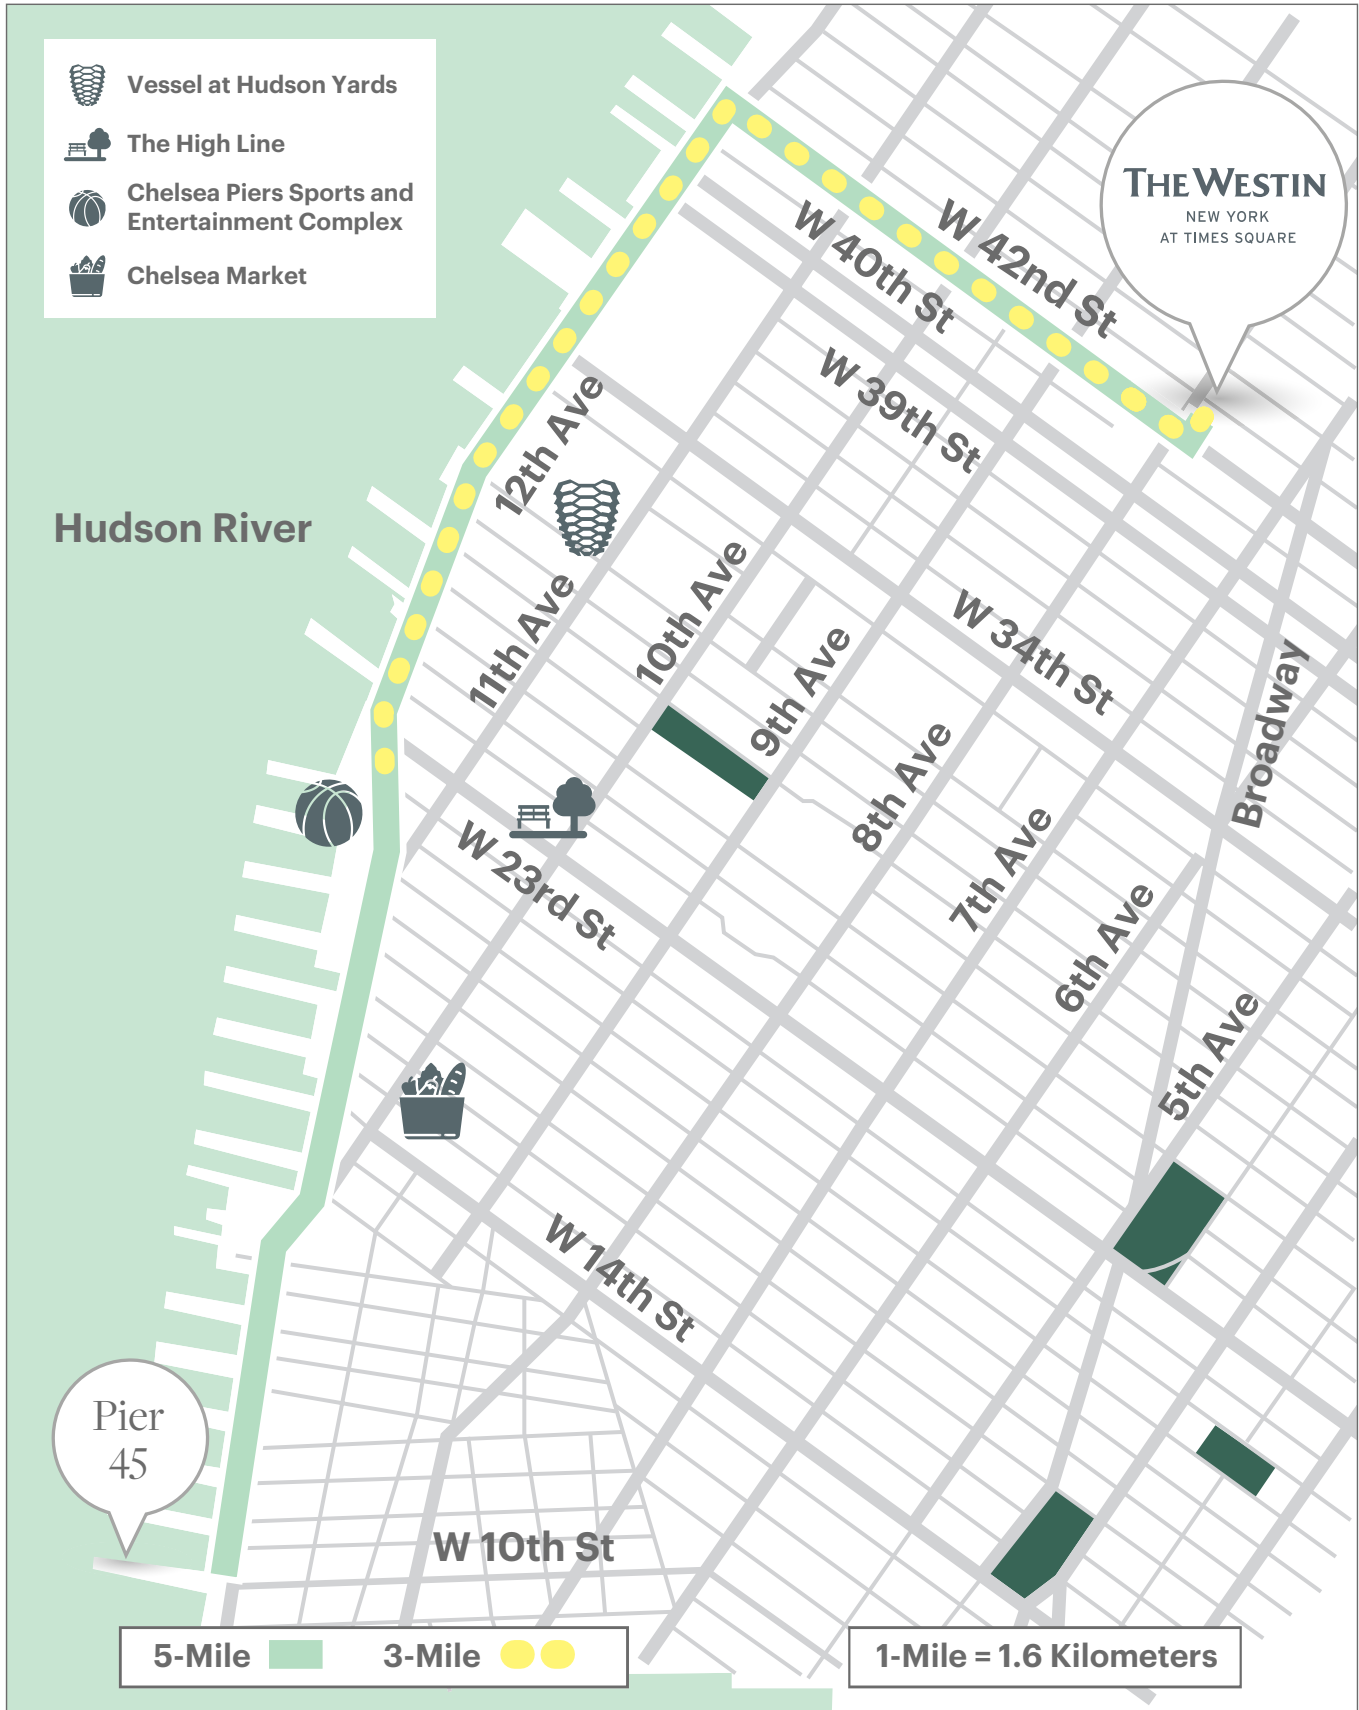 Vessel at Hudson Yards
The High Line
Chelsea Piers Sports and
Entertainment Complex
Chelsea Market
THE WESTIN
NEW YORK
AT TIMES SQUARE
W 42nd St
W 40th St
W 39th St
12th Ave
Hudson River
11th Ave
10th Ave
9th Ave
W 34th St
Broadway
8th Ave
7th Ave
W 23rd St
6th Ave
5th Ave
W 14th St
Pier
45
W 10th St
5-Mile
3-Mile
1-Mile = 1.6 Kilometers